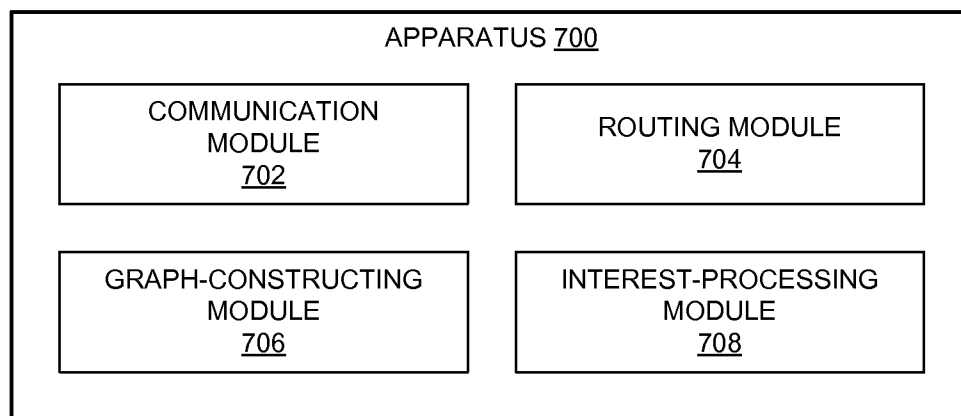 APPARATUS 700
COMMUNICATION
MODULE
702
ROUTING MODULE
704
GRAPH-CONSTRUCTING
MODULE
706
INTEREST-PROCESSING
MODULE
708